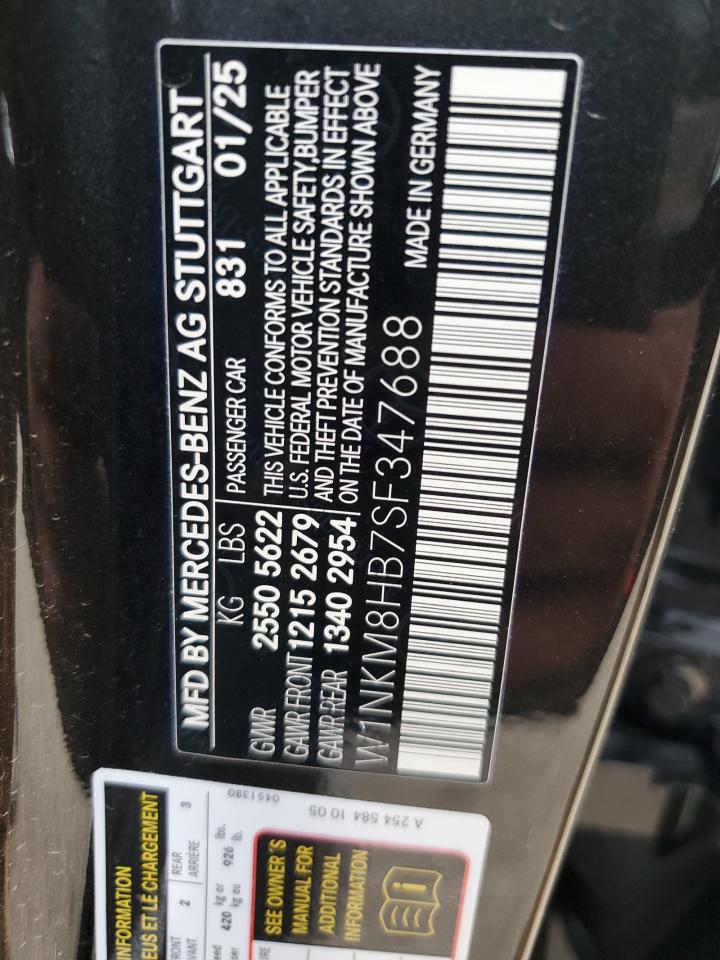 MFD BY MERCEDES-BENZ AG STUTTGART
KG LBS PASSENGER CAR 831 01/25
GVWR 2550 5622 THIS VEHICLE CONFORMS TO ALL APPLICABLE
GAWR FRONT 1215 2679 U.S. FEDERAL MOTOR VEHICLE SAFETY,BUMPER
GAWR REAR 1340 2954 AND THEFT PREVENTION STANDARDS IN EFFECT
ON THE DATE OF MANUFACTURE SHOWN ABOVE
W1NKM8HB7SF347688 MADE IN GERMANY
INFORMATION
EUS ET LE CHARGEMENT
FRONT 2 REAR 3
AVANT ARRIÈRE
420 kg or 926 lbs.
kg ou lb.
SEE OWNER'S
MANUAL FOR
ADDITIONAL
INFORMATION
A 254 584 10 05
0451380